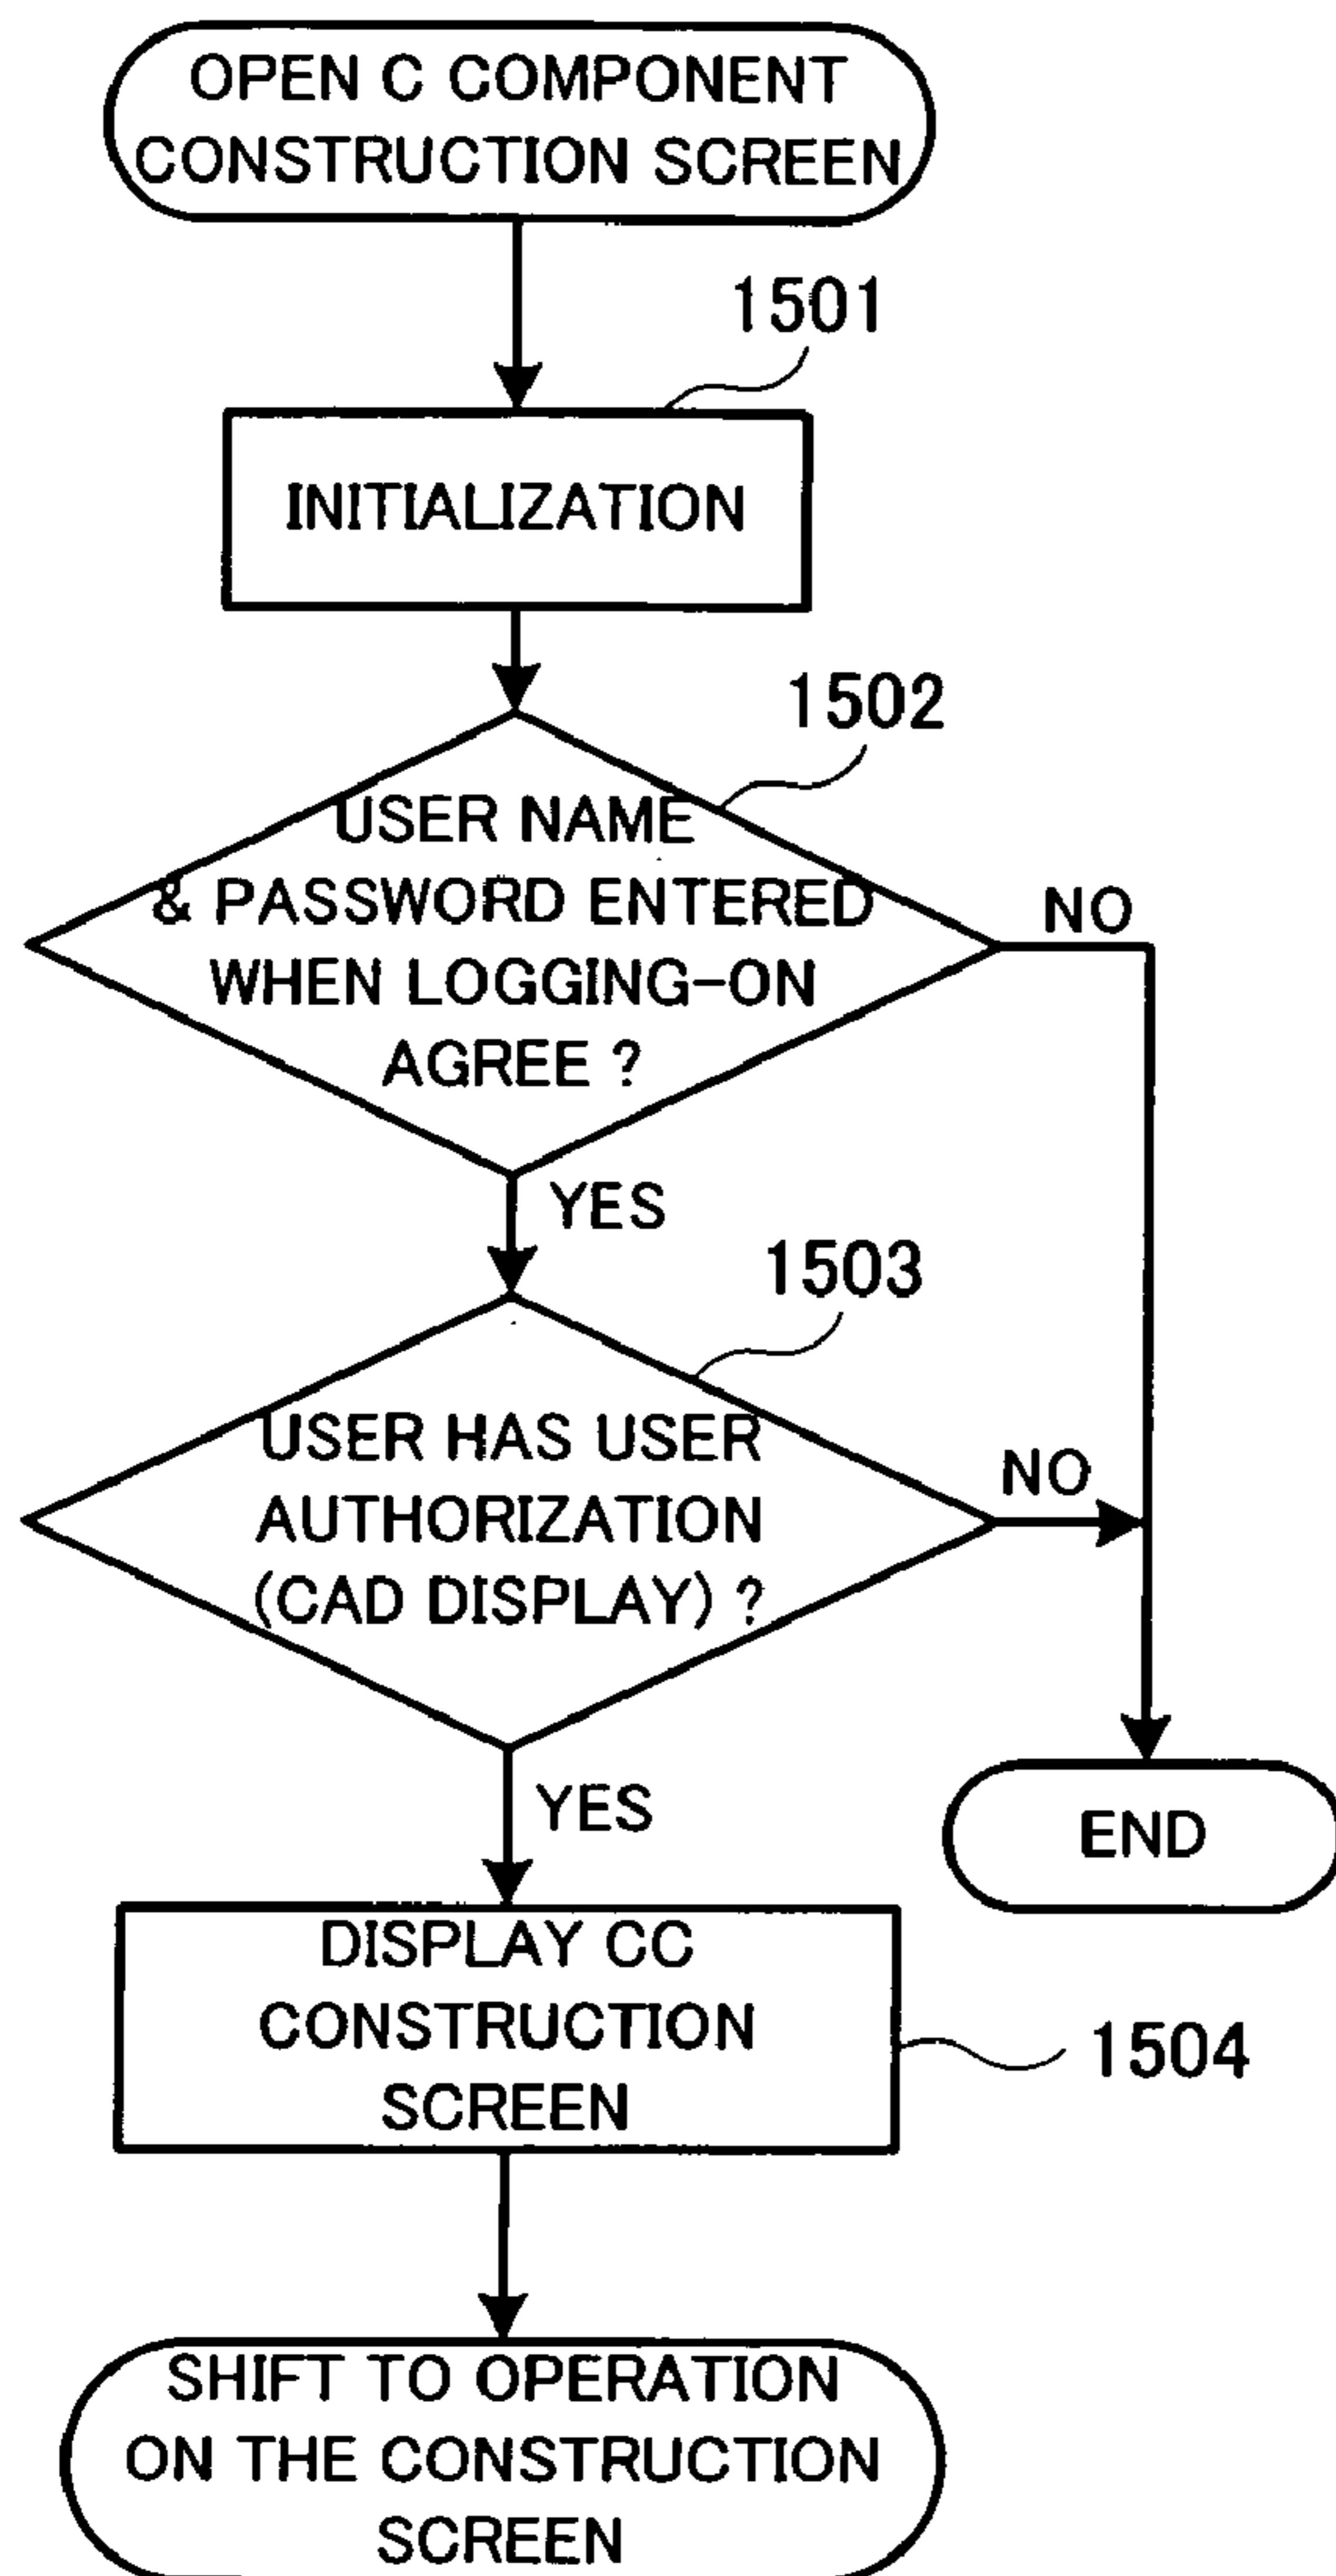 OPEN C COMPONENT
CONSTRUCTION SCREEN
1501
INITIALIZATION
1502
USER NAME
& PASSWORD ENTERED
WHEN LOGGING-ON
AGREE ?
NO
YES
1503
USER HAS USER
AUTHORIZATION
(CAD DISPLAY) ?
NO
YES
END
DISPLAY CC
CONSTRUCTION
SCREEN
1504
SHIFT TO OPERATION
ON THE CONSTRUCTION
SCREEN